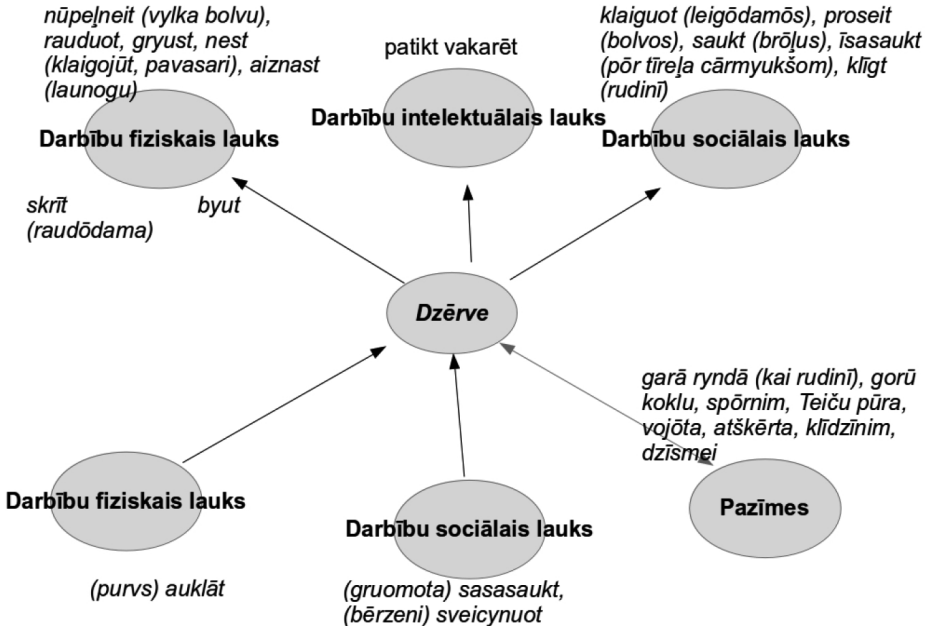 nūpeļneit (vylka bolvu),
rauduot, gryust, nest
(klaigojūt, pavasari), aiznast
(launogu)
Darbību fiziskais lauks
skrīt
(raudōdama)
byut
patikt vakarēt
Darbību intelektuālais lauks
klaiguot (leigōdamōs), proseit
(bolvos), saukt (brōļus), īsasaukt
(pōr tīreļa cārmyukšom), klīgt
(rudinī)
Darbību sociālais lauks
Dzērve
garā ryndā (kai rudinī), gorū
koklu, spōrnim, Teiču pūra,
vojōta, atškērta, klīdzīnim,
dzīsmei
Darbību fiziskais lauks
(purvs) auklāt
Darbību sociālais lauks
(gruomota) sasasaukt,
(bērzeni) sveicynuot
Pazīmes